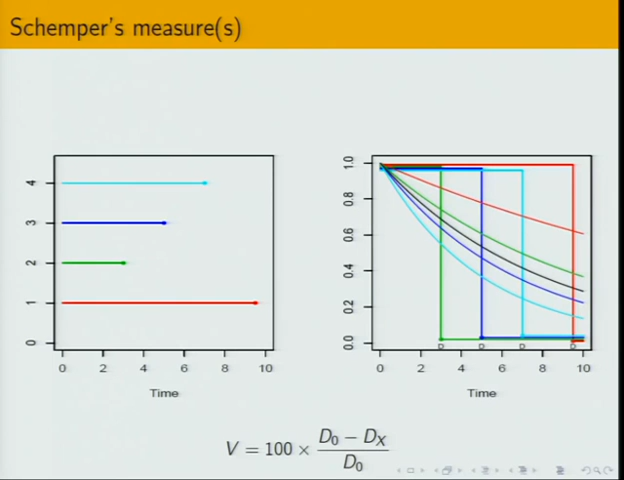 Schemper's measure(s)
4
3
2
1
0
0 2 4 6 8 10
Time
1.0
0.8
0.6
0.4
0.2
0.0
D D D D
0 2 4 6 8 10
Time
V = 100 × (D₀ − Dₓ) / D₀